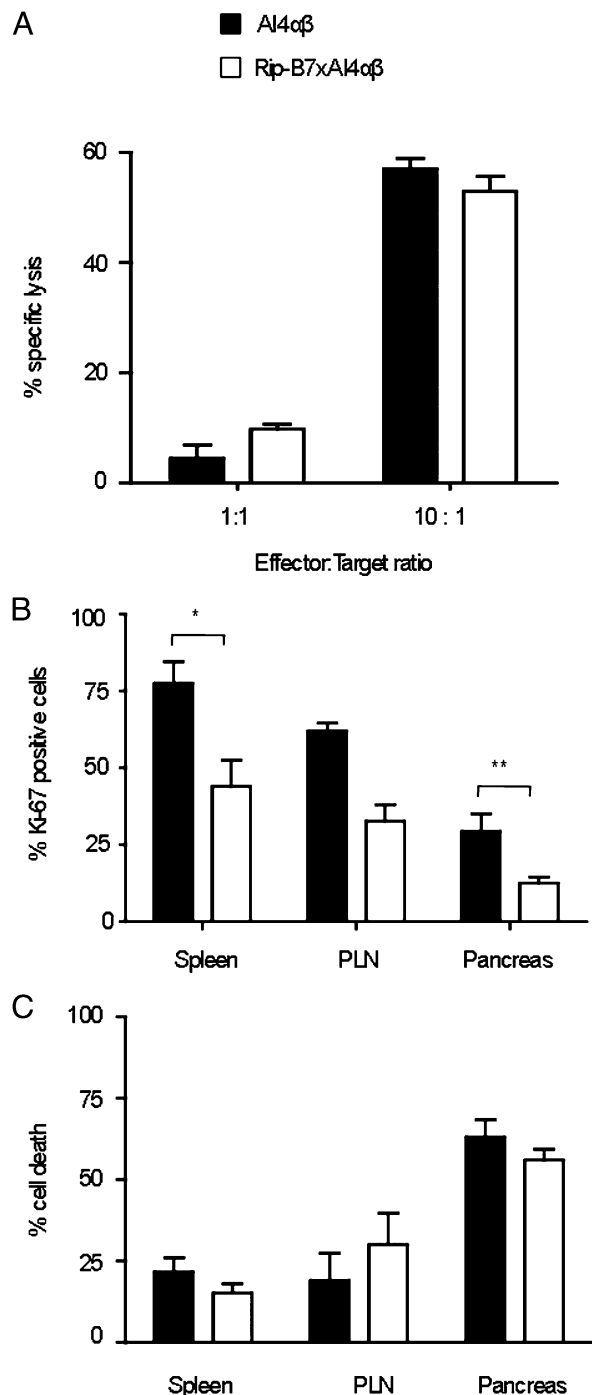 A
AI4αβ
Rip-B7xAI4αβ
% specific lysis
60
40
20
0
1:1
10 : 1
Effector:Target ratio
B
% Ki-67 positive cells
100
75
50
25
0
*
**
Spleen
PLN
Pancreas
C
% cell death
100
75
50
25
0
Spleen
PLN
Pancreas